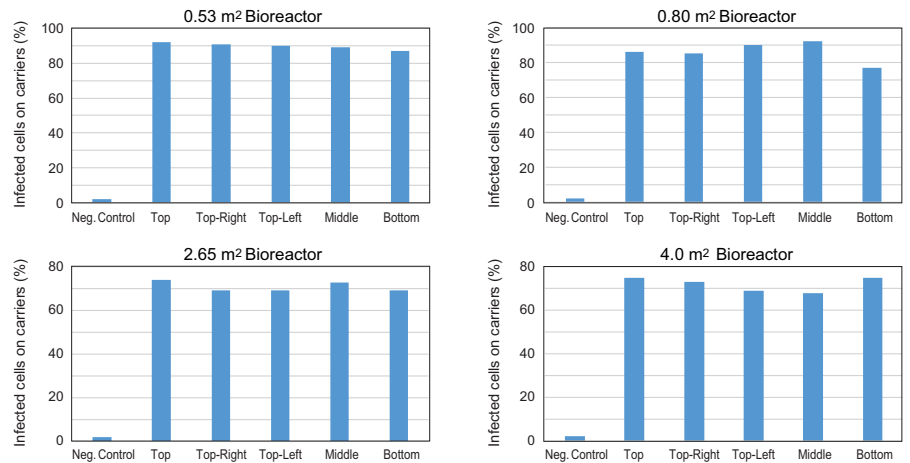 0.53 m² Bioreactor
Infected cells on carriers (%)
100
80
60
40
20
0
Neg. Control Top Top-Right Top-Left Middle Bottom
0.80 m² Bioreactor
Infected cells on carriers (%)
100
80
60
40
20
0
Neg. Control Top Top-Right Top-Left Middle Bottom
2.65 m² Bioreactor
Infected cells on carriers (%)
80
60
40
20
0
Neg. Control Top Top-Right Top-Left Middle Bottom
4.0 m² Bioreactor
Infected cells on carriers (%)
80
60
40
20
0
Neg. Control Top Top-Right Top-Left Middle Bottom